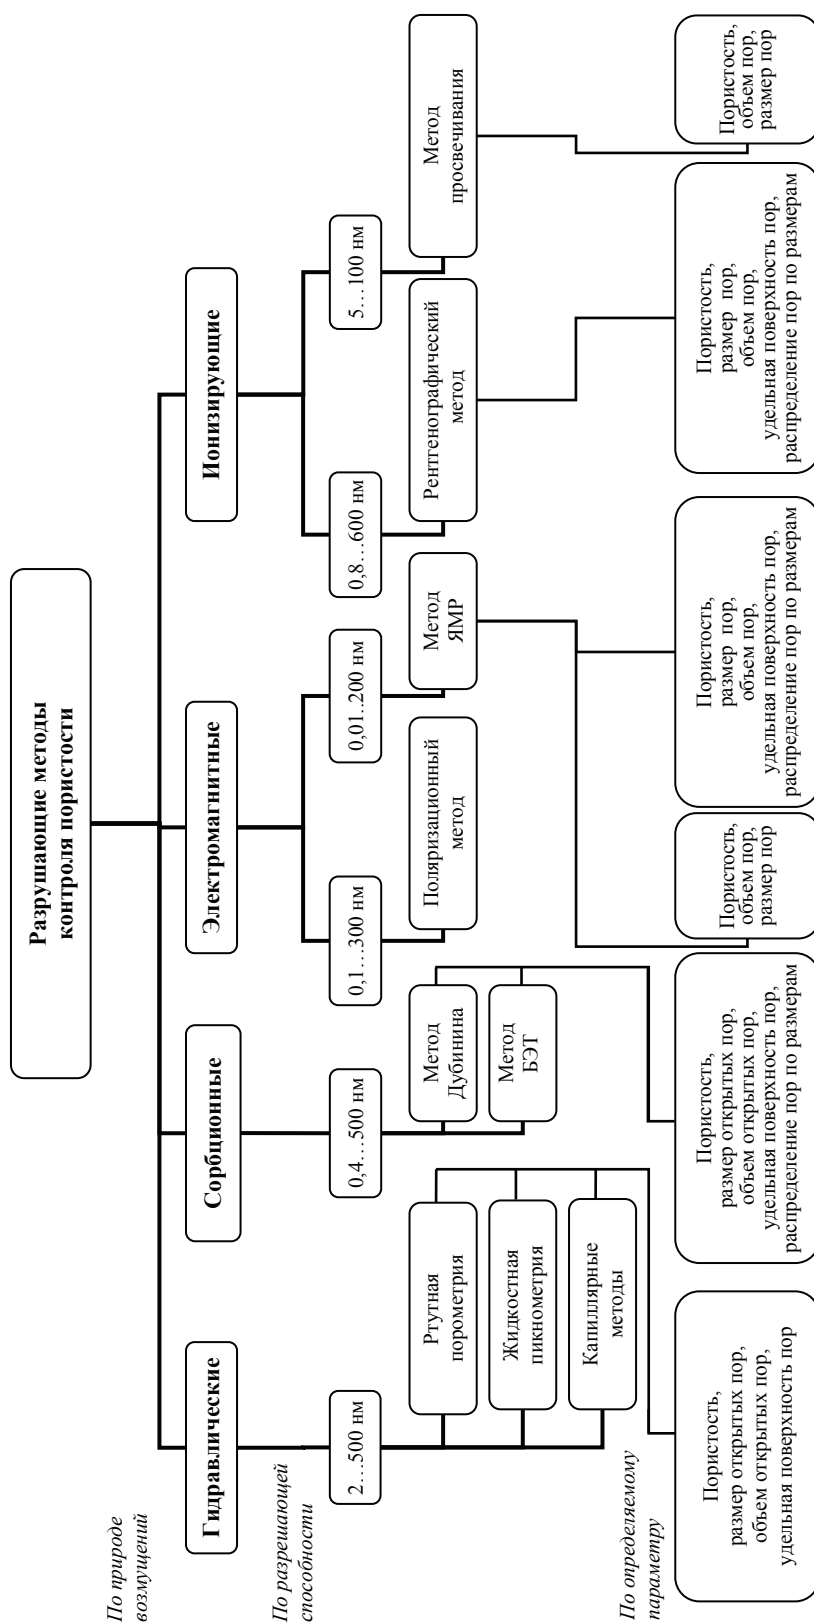 Разрушающие методы
контроля пористости
По природе
возмущений
Гидравлические
Сорбционные
Электромагнитные
Ионизирующие
По разрешающей
способности
2…500 нм
0,4…500 нм
0,1…300 нм
0,01..200 нм
0,8…600 нм
5…100 нм
Ртутная
порометрия
Жидкостная
пикнометрия
Капиллярные
методы
Метод
Дубинина
Метод
БЭТ
Поляризационный
метод
Метод
ЯМР
Рентгенографический
метод
Метод
просвечивания
По определяемому
параметру
Пористость,
размер открытых пор,
объем открытых пор,
удельная поверхность пор
Пористость,
размер открытых пор,
объем открытых пор,
удельная поверхность пор,
распределение пор по размерам
Пористость,
объем пор,
размер пор
Пористость,
размер пор,
объем пор,
удельная поверхность пор,
распределение пор по размерам
Пористость,
размер пор,
объем пор,
удельная поверхность пор,
распределение пор по размерам
Пористость,
объем пор,
размер пор